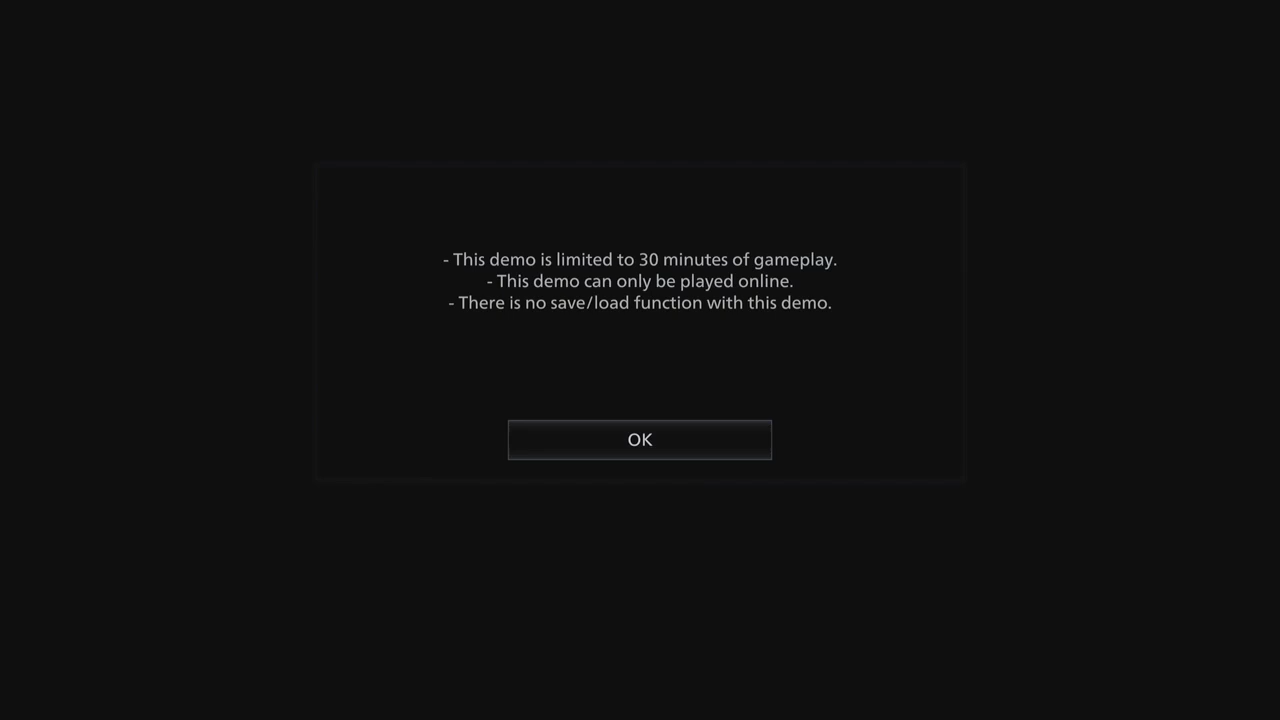 - This demo is limited to 30 minutes of gameplay.
- This demo can only be played online.
- There is no save/load function with this demo.
OK